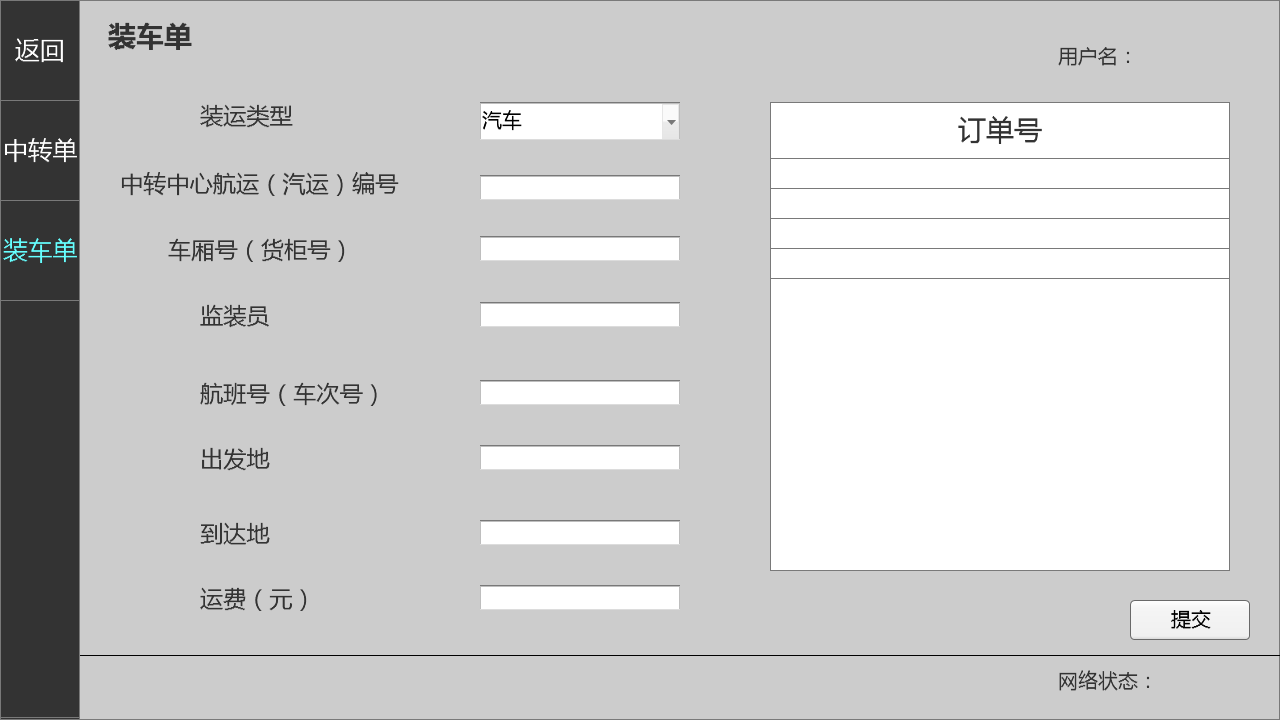 返回
中转单
装车单
装车单
用户名：
装运类型
汽车
中转中心航运（汽运）编号
车厢号（货柜号）
监装员
航班号（车次号）
出发地
到达地
运费（元）
订单号
提交
网络状态：